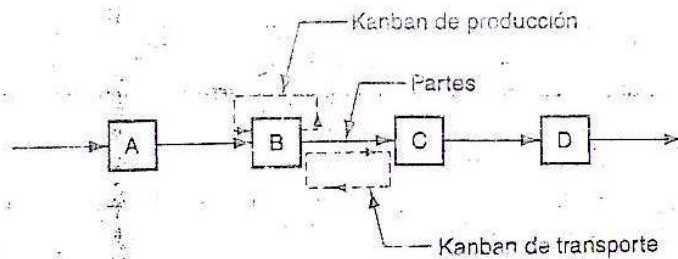 Kanban de producción
Partes
A
B
C
D
Kanban de transporte